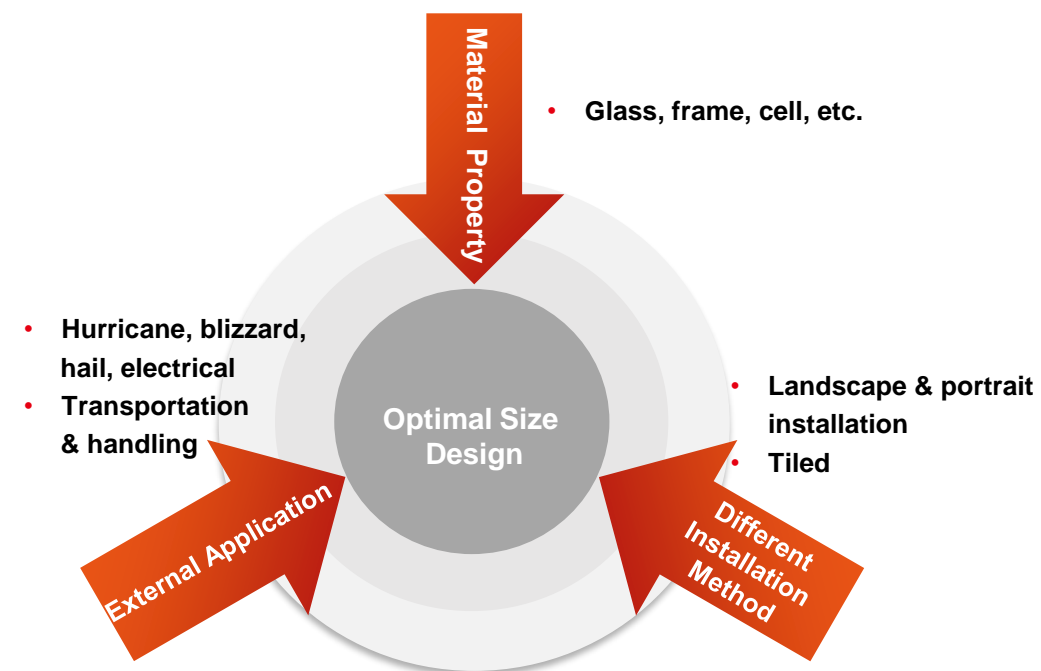 Material Property
• Glass, frame, cell, etc.
• Hurricane, blizzard,
hail, electrical
• Transportation
& handling
Optimal Size
Design
• Landscape & portrait
installation
• Tiled
External Application
Different
Installation
Method